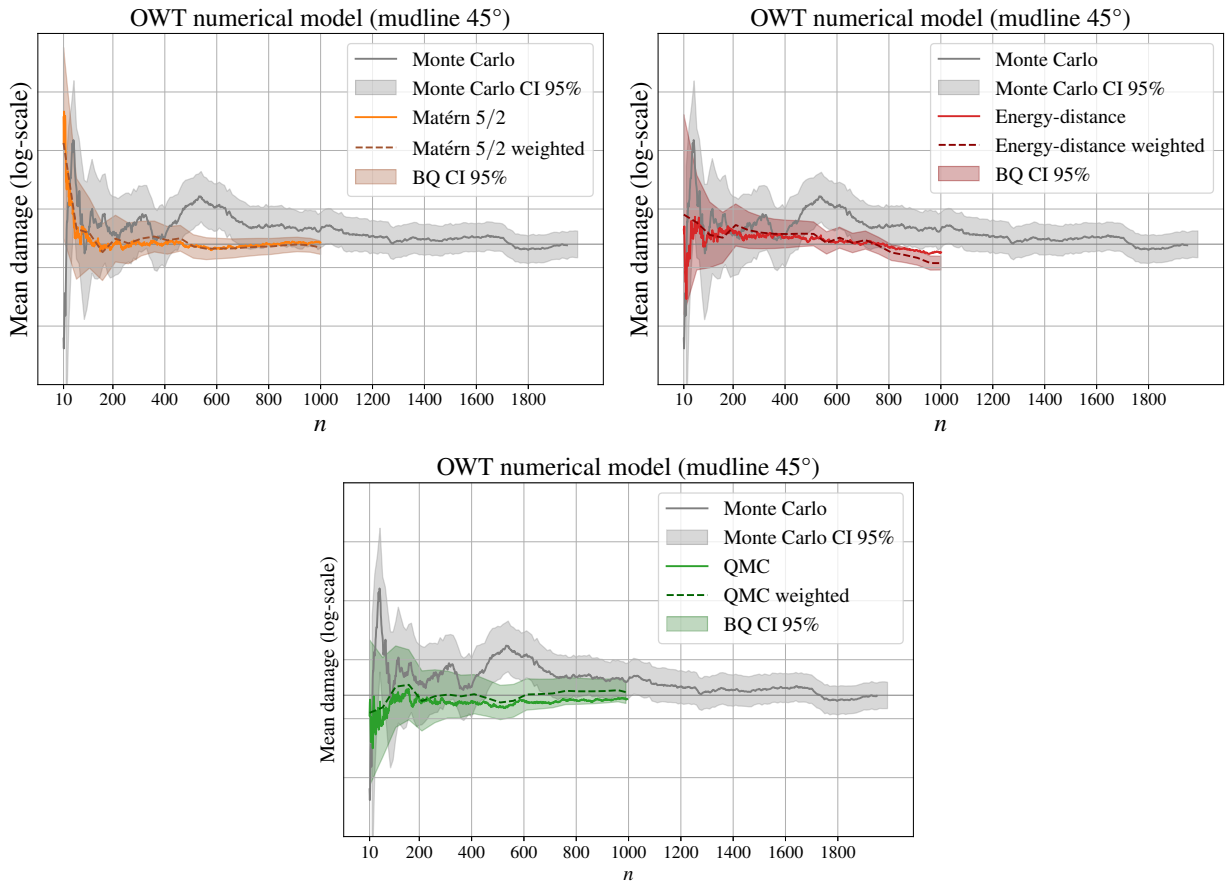 OWT numerical model (mudline 45°)
Mean damage (log-scale)
Monte Carlo
Monte Carlo CI 95%
Matérn 5/2
Matérn 5/2 weighted
BQ CI 95%
10 200 400 600 800 1000 1200 1400 1600 1800
n
OWT numerical model (mudline 45°)
Mean damage (log-scale)
Monte Carlo
Monte Carlo CI 95%
Energy-distance
Energy-distance weighted
BQ CI 95%
10 200 400 600 800 1000 1200 1400 1600 1800
n
OWT numerical model (mudline 45°)
Mean damage (log-scale)
Monte Carlo
Monte Carlo CI 95%
QMC
QMC weighted
BQ CI 95%
10 200 400 600 800 1000 1200 1400 1600 1800
n